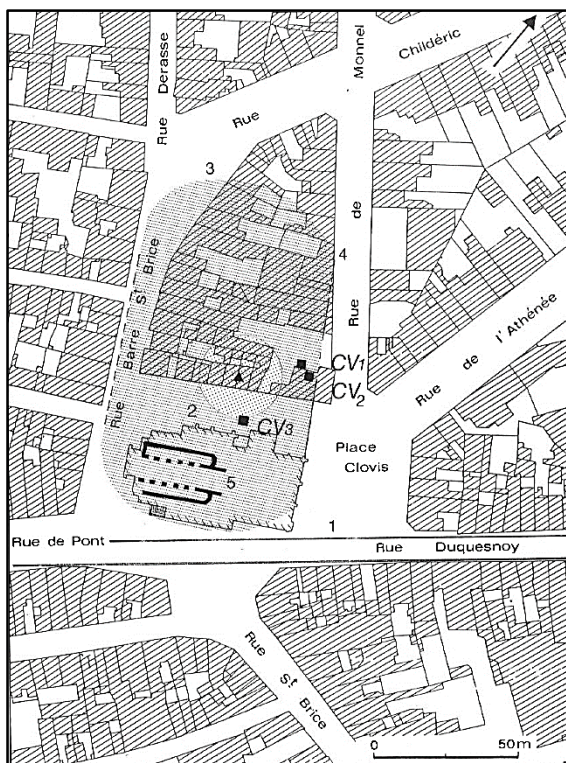 Rue Derasse
Rue Childéric
Rue de Monnel
3
4
Rue Barre St Brice
CV1
CV2
Rue de l'Athénée
2
CV3
Place
Clovis
5
1
Rue de Pont
Rue Duquesnoy
Rue St Brice
0 50m